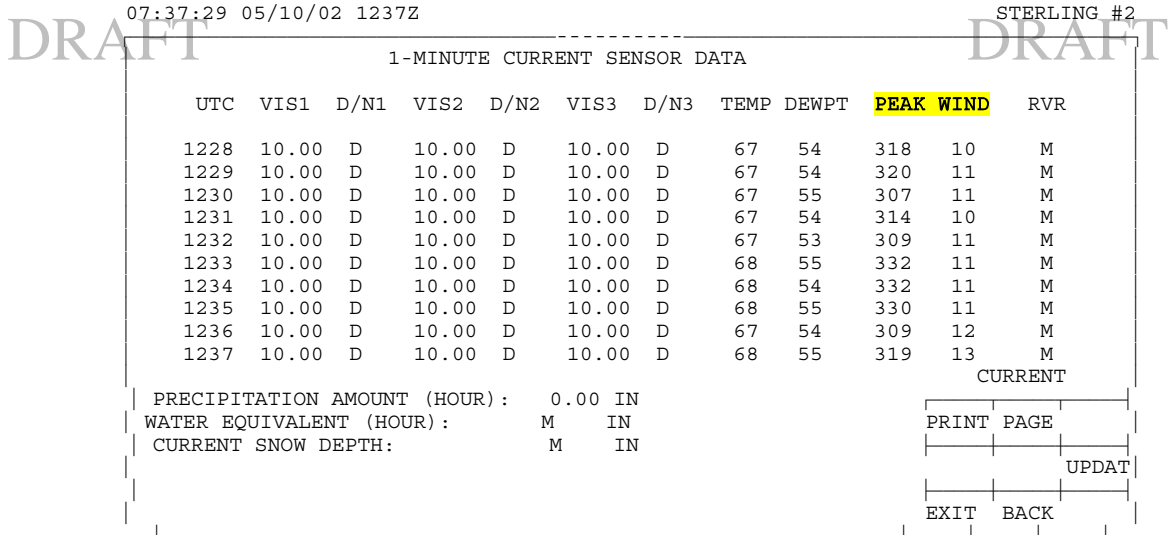 07:37:29 05/10/02 1237Z STERLING #2
DRAFT DRAFT
1-MINUTE CURRENT SENSOR DATA
UTC VIS1 D/N1 VIS2 D/N2 VIS3 D/N3 TEMP DEWPT PEAK WIND RVR
1228 10.00 D 10.00 D 10.00 D 67 54 318 10 M
1229 10.00 D 10.00 D 10.00 D 67 54 320 11 M
1230 10.00 D 10.00 D 10.00 D 67 55 307 11 M
1231 10.00 D 10.00 D 10.00 D 67 54 314 10 M
1232 10.00 D 10.00 D 10.00 D 67 53 309 11 M
1233 10.00 D 10.00 D 10.00 D 68 55 332 11 M
1234 10.00 D 10.00 D 10.00 D 68 54 332 11 M
1235 10.00 D 10.00 D 10.00 D 68 55 330 11 M
1236 10.00 D 10.00 D 10.00 D 67 54 309 12 M
1237 10.00 D 10.00 D 10.00 D 68 55 319 13 M
CURRENT
PRECIPITATION AMOUNT (HOUR): 0.00 IN
WATER EQUIVALENT (HOUR): M IN PRINT PAGE
CURRENT SNOW DEPTH: M IN
UPDAT
EXIT BACK